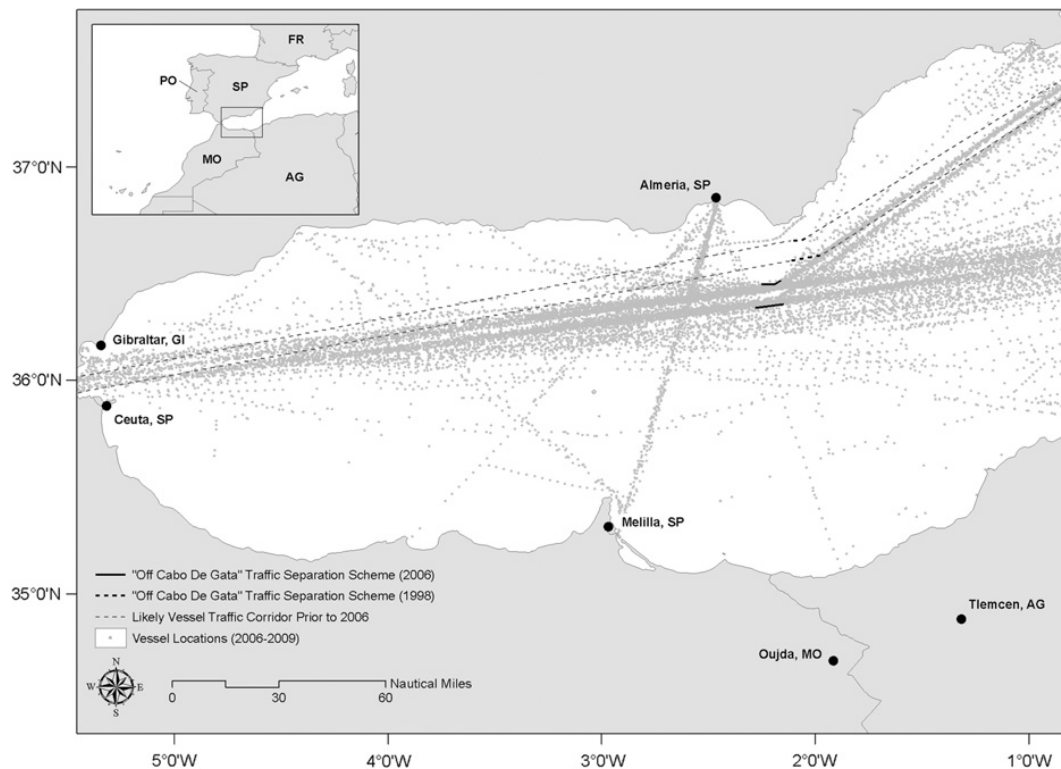 FR
PO
SP
MO
AG
37°0'N
36°0'N
35°0'N
Almeria, SP
Gibraltar, GI
Ceuta, SP
Melilla, SP
Tlemcen, AG
Oujda, MO
"Off Cabo De Gata" Traffic Separation Scheme (2006)
"Off Cabo De Gata" Traffic Separation Scheme (1998)
Likely Vessel Traffic Corridor Prior to 2006
Vessel Locations (2006-2009)
N
W E
S
Nautical Miles
0 30 60
5°0'W 4°0'W 3°0'W 2°0'W 1°0'W